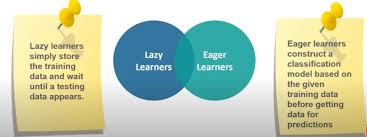 Lazy learners
simply store
the training
data and wait
until a testing
data appears.
Lazy
Learners
Eager
Learners
Eager learners
construct a
classification
model based on
the given
training data
before getting
data for
predictions